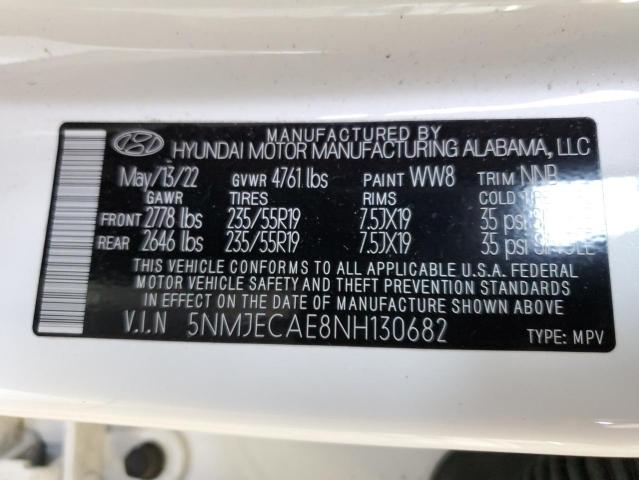 MANUFACTURED BY
HYUNDAI MOTOR MANUFACTURING ALABAMA, LLC
May/13/22 GVWR 4761 lbs PAINT WW8 TRIM NNB
GAWR TIRES RIMS COLD
FRONT 2778 lbs 235/55R19 7.5JX19 35 psi
REAR 2646 lbs 235/55R19 7.5JX19 35 psi
THIS VEHICLE CONFORMS TO ALL APPLICABLE U.S.A. FEDERAL
MOTOR VEHICLE SAFETY AND THEFT PREVENTION STANDARDS
IN EFFECT ON THE DATE OF MANUFACTURE SHOWN ABOVE.
V.I.N 5NMJECAE8NH130682 TYPE: MPV